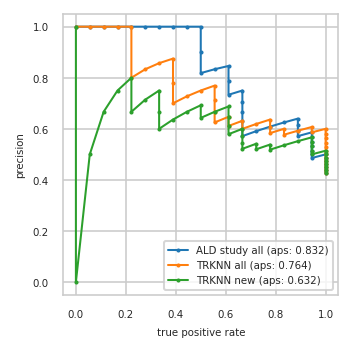 1.0
0.8
0.6
0.4
0.2
0.0
precision
0.0 0.2 0.4 0.6 0.8 1.0
true positive rate
ALD study all (aps: 0.832)
TRKNN all (aps: 0.764)
TRKNN new (aps: 0.632)